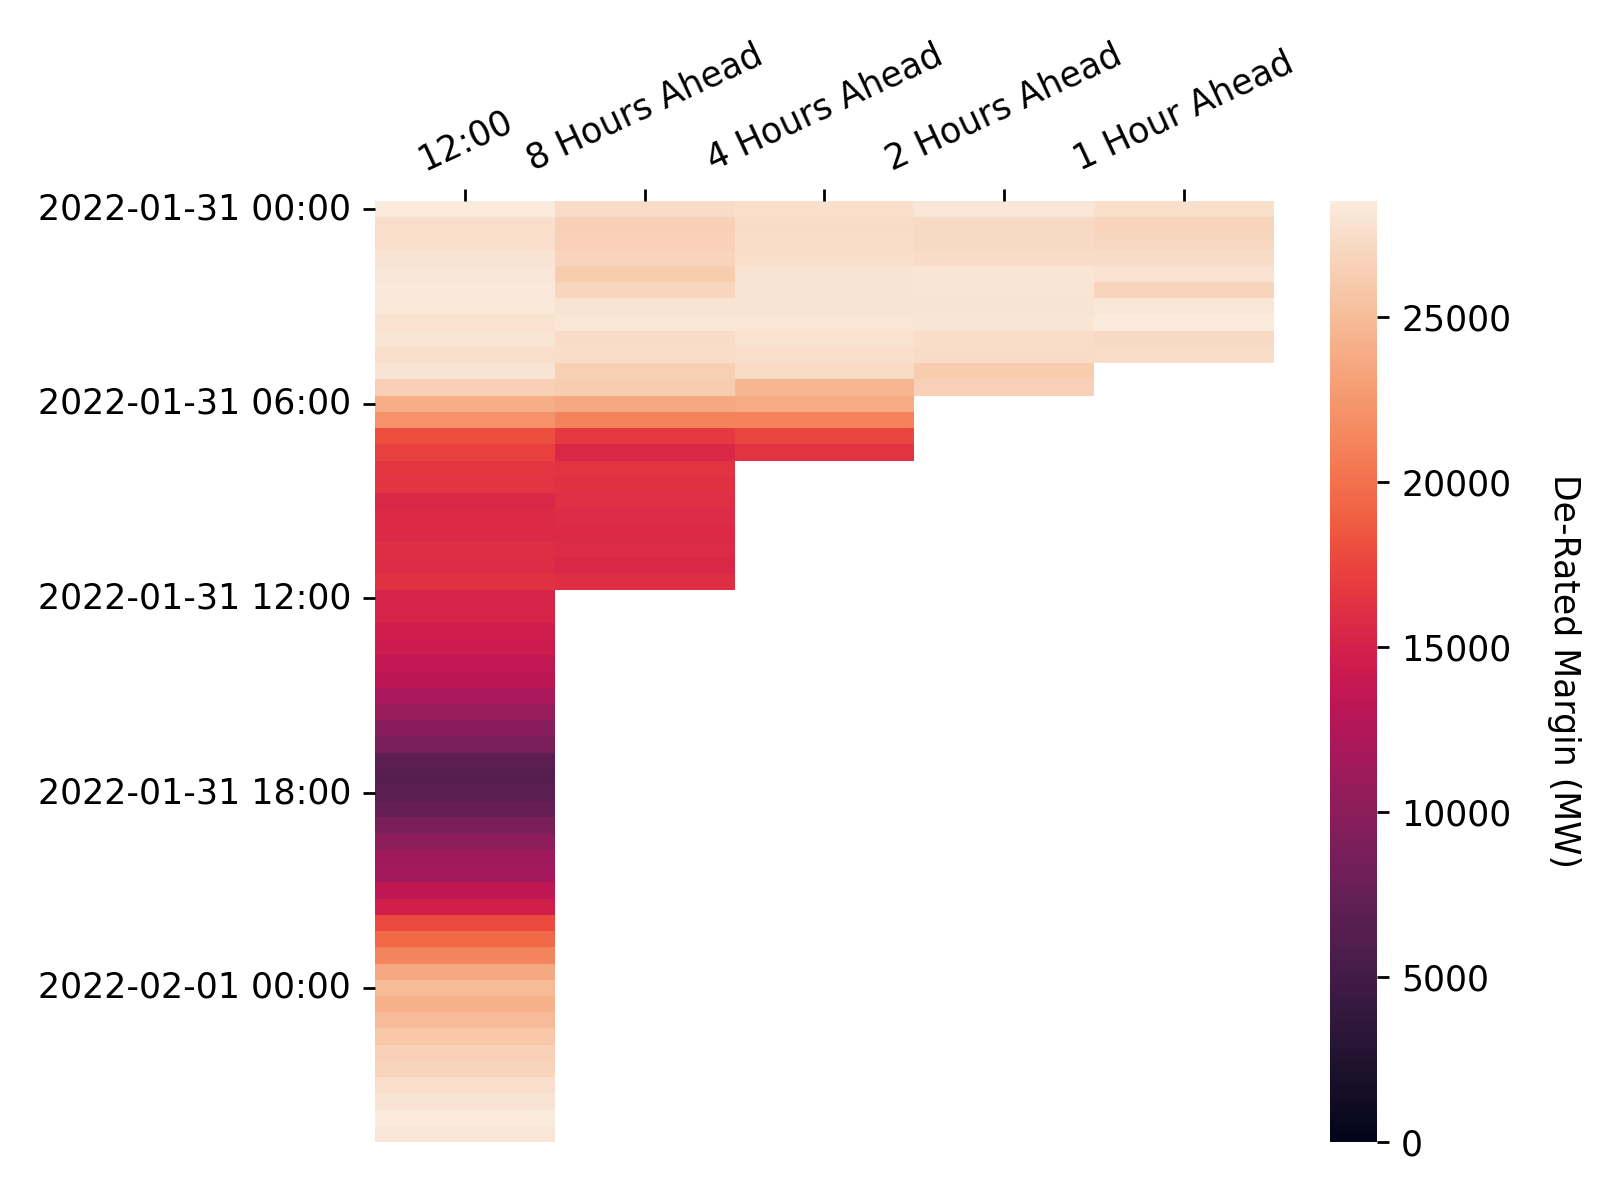 12:00
8 Hours Ahead
4 Hours Ahead
2 Hours Ahead
1 Hour Ahead
2022-01-31 00:00
2022-01-31 06:00
2022-01-31 12:00
2022-01-31 18:00
2022-02-01 00:00
25000
20000
15000
10000
5000
0
De-Rated Margin (MW)